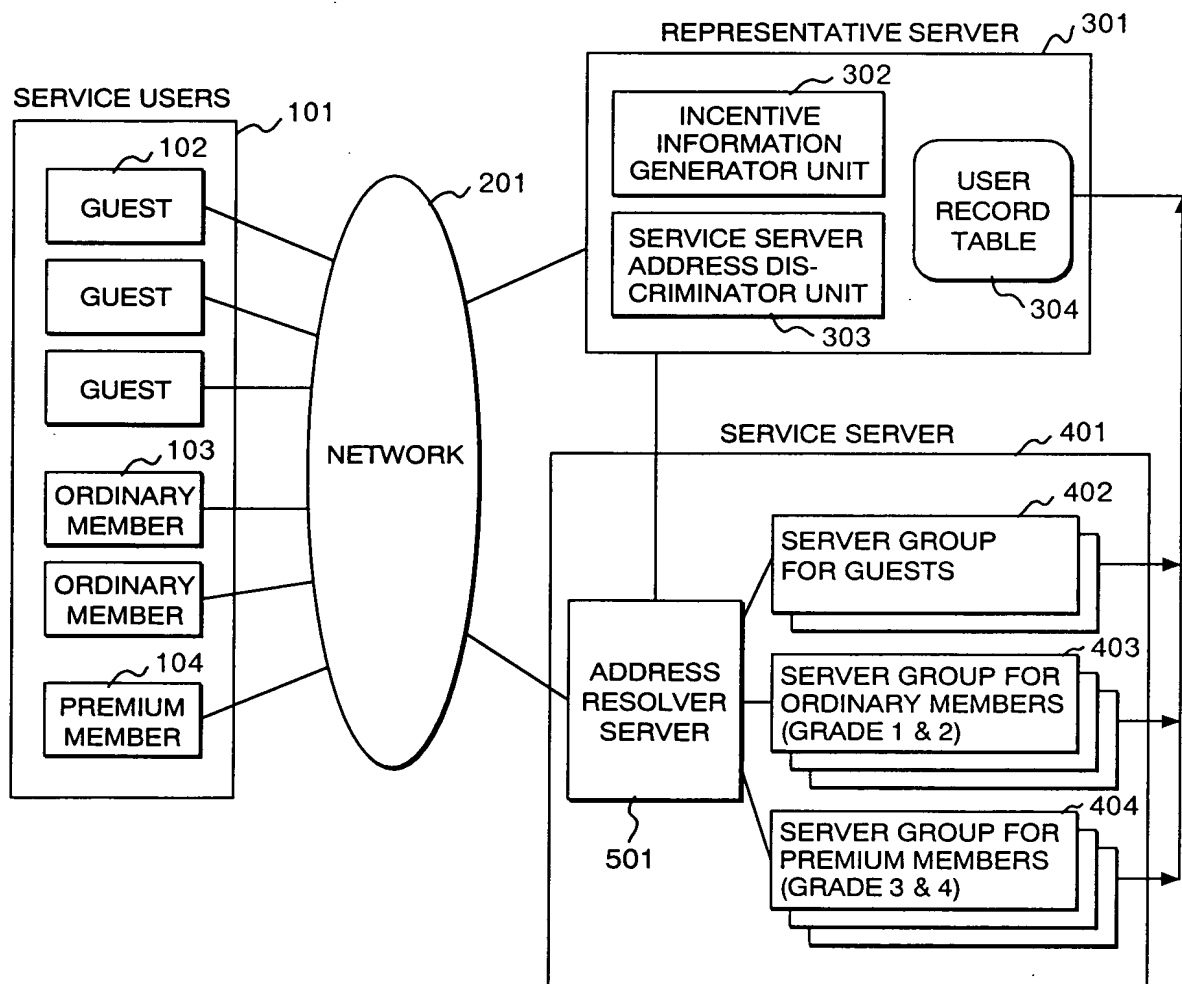 REPRESENTATIVE SERVER
301
302
INCENTIVE
INFORMATION
GENERATOR UNIT
USER
RECORD
TABLE
304
SERVICE SERVER
ADDRESS DIS-
CRIMINATOR UNIT
303
SERVICE USERS
101
102
GUEST
GUEST
GUEST
103
ORDINARY
MEMBER
ORDINARY
MEMBER
104
PREMIUM
MEMBER
201
NETWORK
SERVICE SERVER
401
402
SERVER GROUP
FOR GUESTS
403
SERVER GROUP FOR
ORDINARY MEMBERS
(GRADE 1 & 2)
404
SERVER GROUP FOR
PREMIUM MEMBERS
(GRADE 3 & 4)
ADDRESS
RESOLVER
SERVER
501